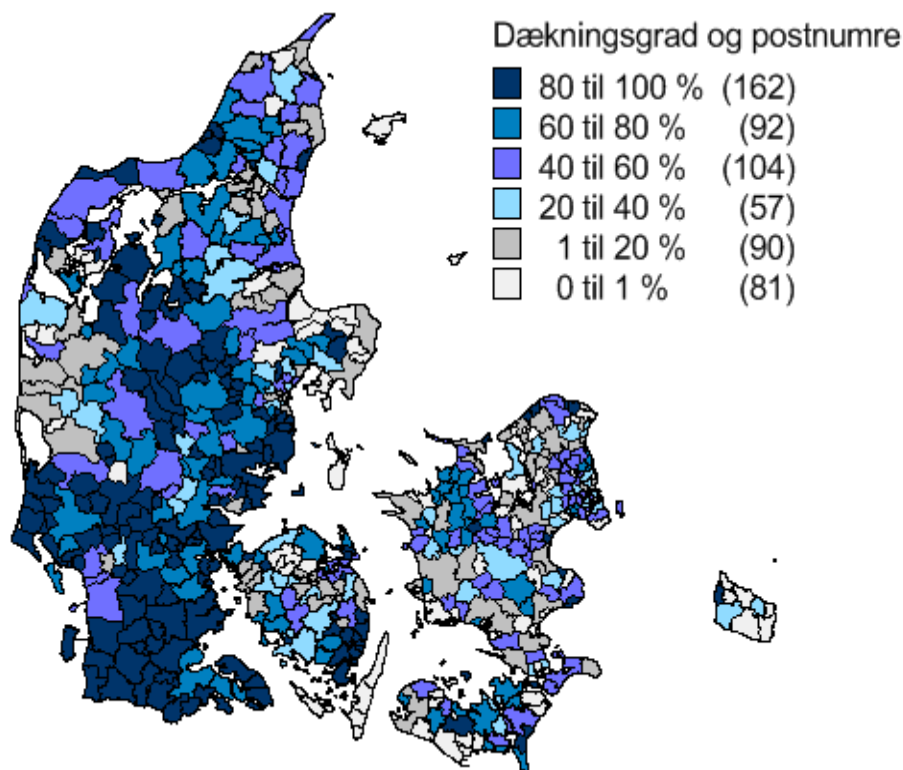 Dækningsgrad og postnumre
80 til 100 % (162)
60 til 80 % (92)
40 til 60 % (104)
20 til 40 % (57)
1 til 20 % (90)
0 til 1 % (81)